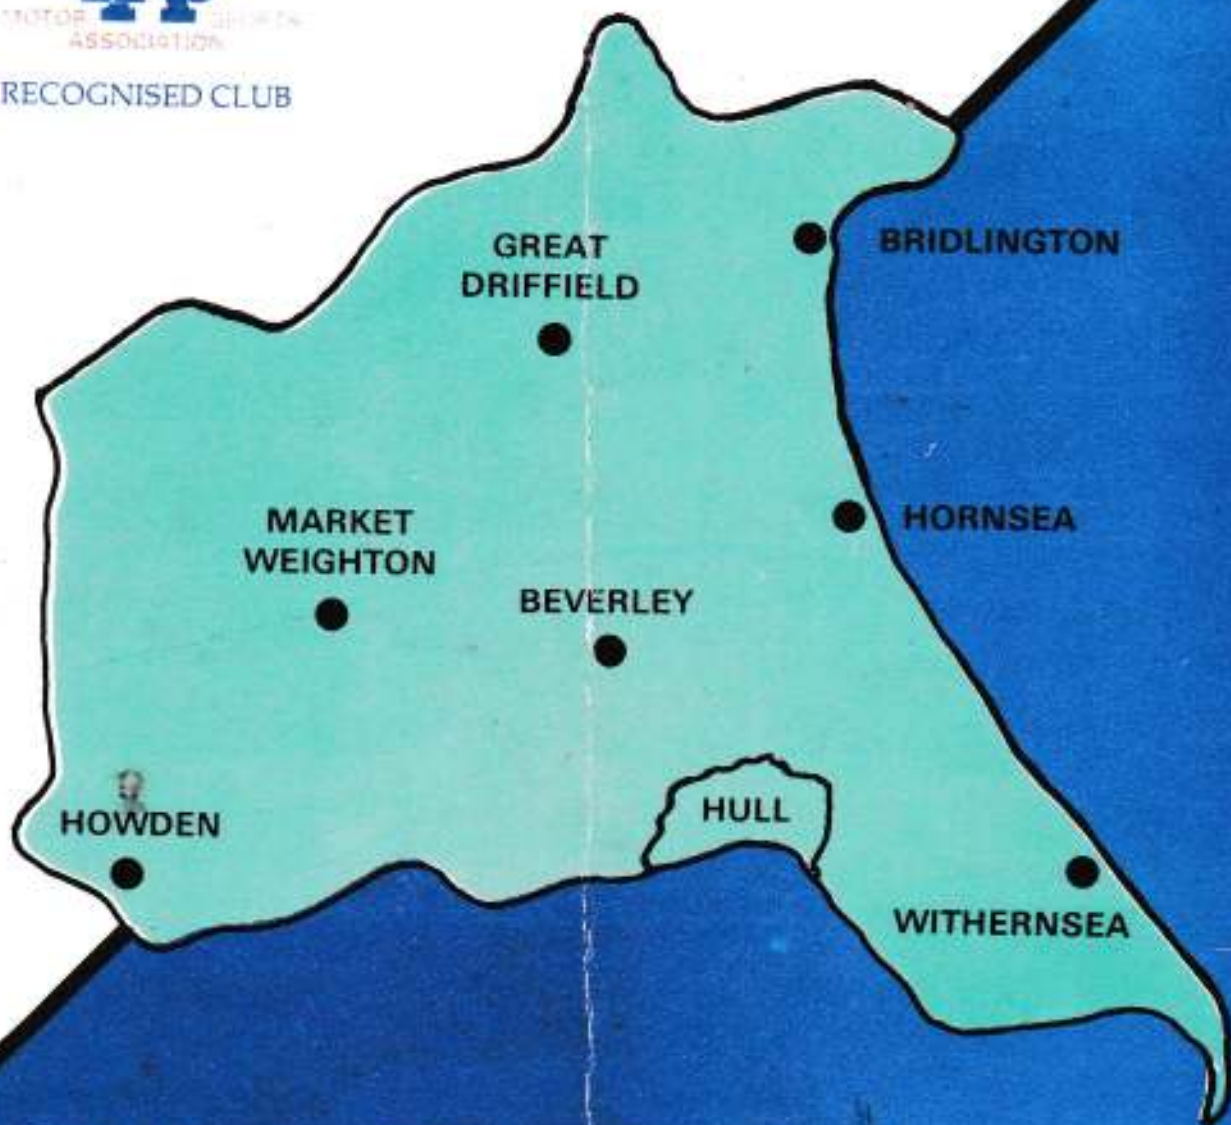 MOTOR SPORTS
ASSOCIATION
RECOGNISED CLUB
GREAT
DRIFFIELD
BRIDLINGTON
MARKET
WEIGHTON
HORNSEA
BEVERLEY
HULL
HOWDEN
WITHERNSEA